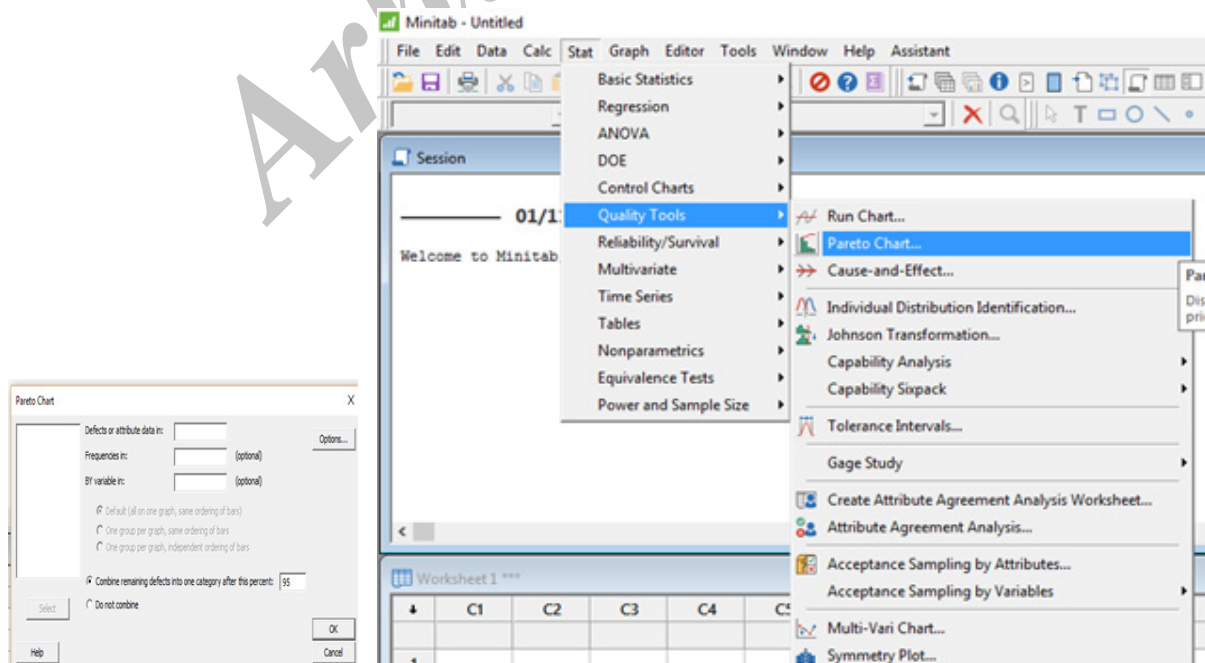 Minitab - Untitled
File Edit Data Calc Stat Graph Editor Tools Window Help Assistant
Basic Statistics
Regression
ANOVA
DOE
Control Charts
Quality Tools
Reliability/Survival
Multivariate
Time Series
Tables
Nonparametrics
Equivalence Tests
Power and Sample Size
Session
01/1
Welcome to Minitab
Run Chart...
Pareto Chart...
Cause-and-Effect...
Individual Distribution Identification...
Johnson Transformation...
Capability Analysis
Capability Sixpack
Tolerance Intervals...
Gage Study
Create Attribute Agreement Analysis Worksheet...
Attribute Agreement Analysis...
Acceptance Sampling by Attributes...
Acceptance Sampling by Variables
Multi-Vari Chart...
Symmetry Plot...
Par
Dis
pri
Worksheet 1 ***
C1 C2 C3 C4 C5
1
Pareto Chart X
Defects or attribute data in:
Options...
Frequencies in: (optional)
BY variable in: (optional)
Default (all on one graph, same ordering of bars)
One group per graph, same ordering of bars
One group per graph, independent ordering of bars
Combine remaining defects into one category after this percent: 95
Do not combine
Select
OK
Help Cancel